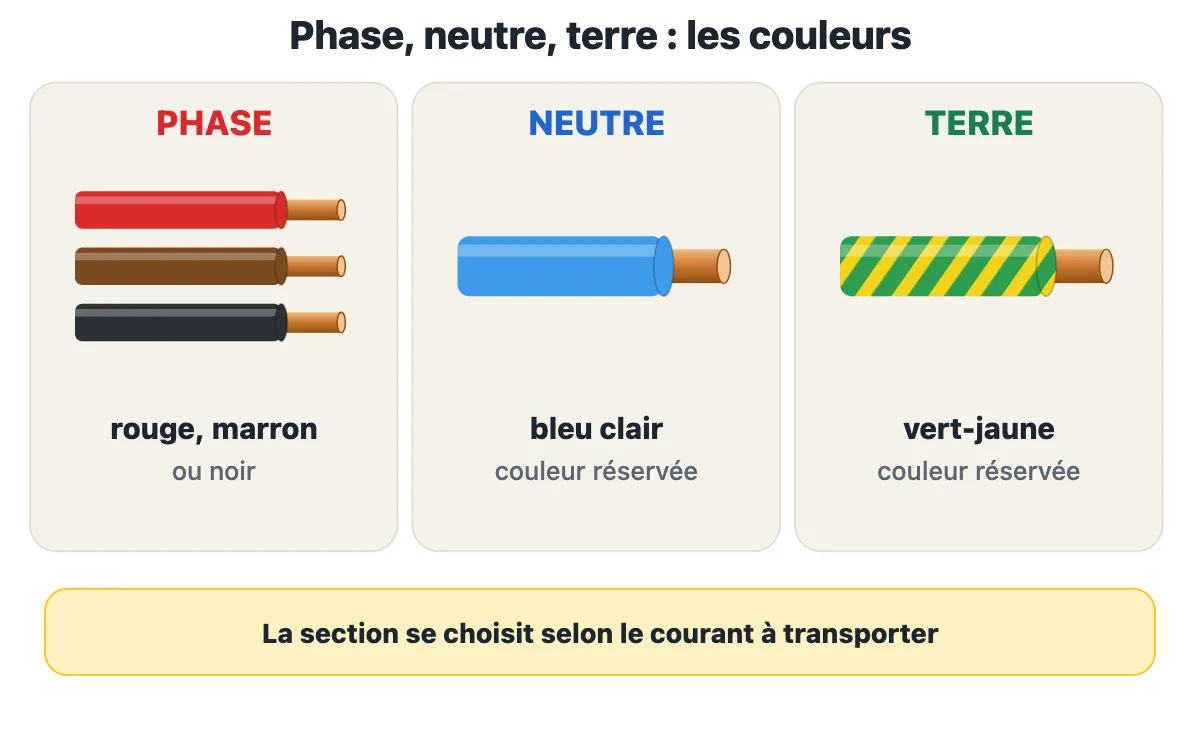 Phase, neutre, terre : les couleurs
PHASE
rouge, marron
ou noir
NEUTRE
bleu clair
couleur réservée
TERRE
vert-jaune
couleur réservée
La section se choisit selon le courant à transporter